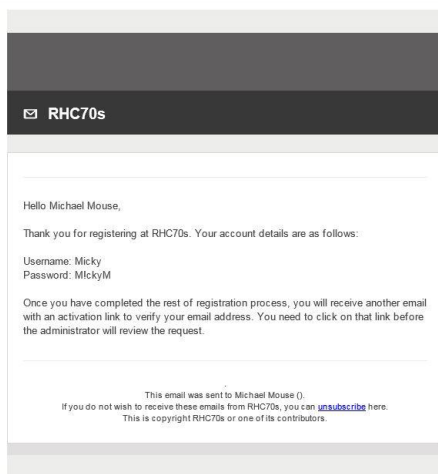 RHC70s
Hello Michael Mouse,
Thank you for registering at RHC70s. Your account details are as follows:
Username: Micky
Password: M!ckyM
Once you have completed the rest of registration process, you will receive another email
with an activation link to verify your email address. You need to click on that link before
the administrator will review the request.
.
This email was sent to Michael Mouse ().
If you do not wish to receive these emails from RHC70s, you can unsubscribe here.
This is copyright RHC70s or one of its contributors.